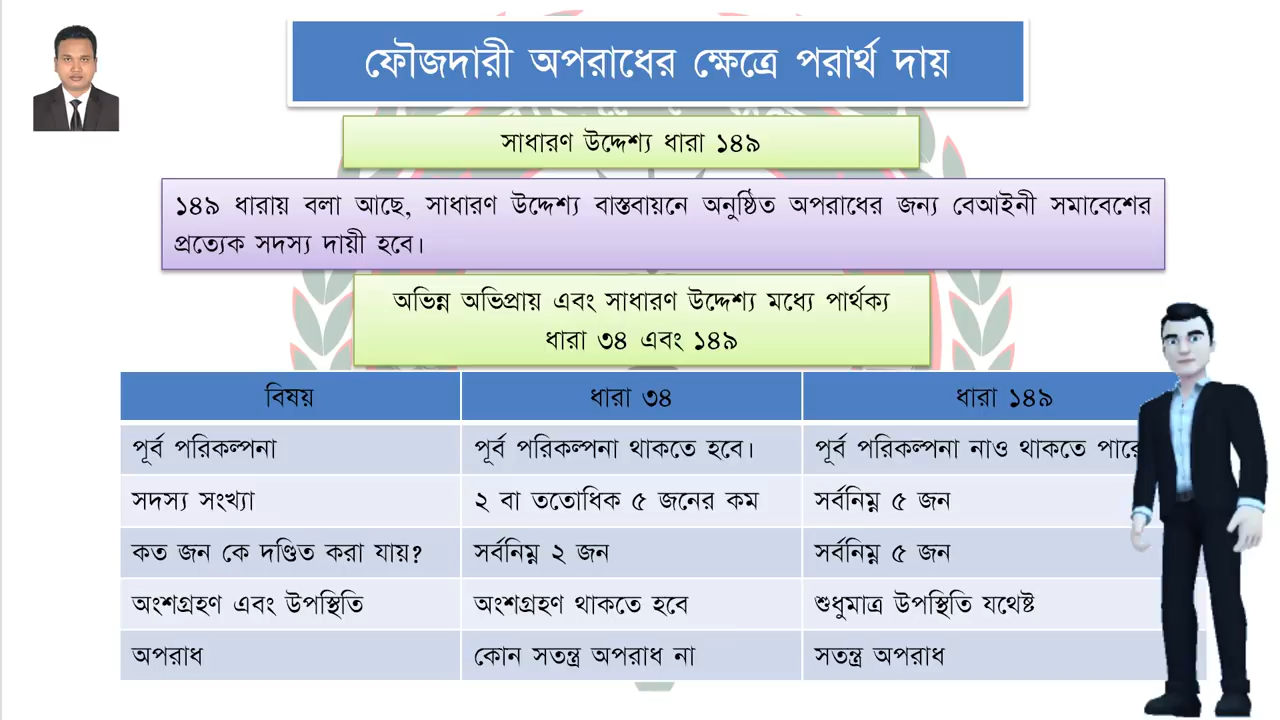 ফৌজদারী অপরাধের ক্ষেত্রে পরার্থ দায়
সাধারণ উদ্দেশ্য ধারা ১৪৯
১৪৯ ধারায় বলা আছে, সাধারণ উদ্দেশ্য বাস্তবায়নে অনুষ্ঠিত অপরাধের জন্য বেআইনী সমাবেশের
প্রত্যেক সদস্য দায়ী হবে।
অভিন্ন অভিপ্রায় এবং সাধারণ উদ্দেশ্য মধ্যে পার্থক্য
ধারা ৩৪ এবং ১৪৯
বিষয় ধারা ৩৪ ধারা ১৪৯
পূর্ব পরিকল্পনা পূর্ব পরিকল্পনা থাকতে হবে। পূর্ব পরিকল্পনা নাও থাকতে
সদস্য সংখ্যা ২ বা ততোধিক ৫ জনের কম সর্বনিম্ন ৫ জন
কত জন কে দণ্ডিত করা যায়? সর্বনিম্ন ২ জন সর্বনিম্ন ৫ জন
অংশগ্রহণ এবং উপস্থিতি অংশগ্রহণ থাকতে হবে শুধুমাত্র উপস্থিতি যথেষ্ট
অপরাধ কোন সতন্ত্র অপরাধ না সতন্ত্র অপরাধ